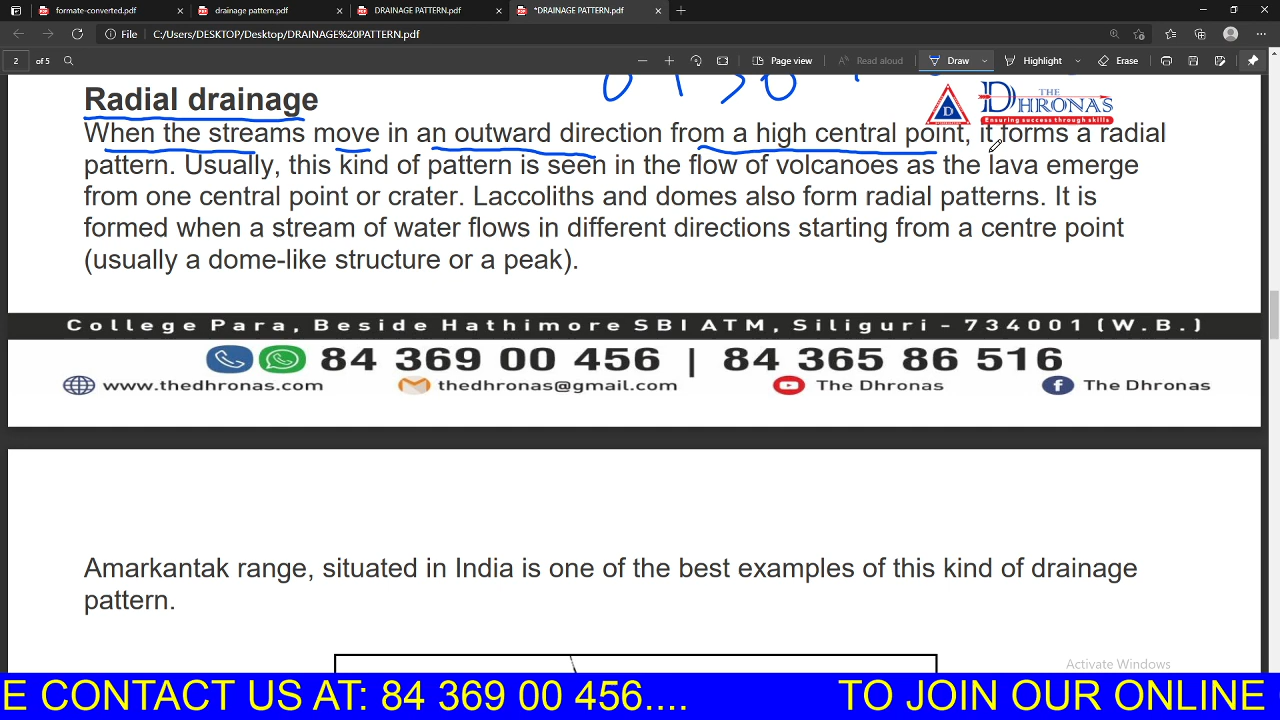 formate-converted.pdf
drainage pattern.pdf
DRAINAGE PATTERN.pdf
*DRAINAGE PATTERN.pdf
File C:/Users/DESKTOP/Desktop/DRAINAGE%20PATTERN.pdf
2 of 5 Page view Read aloud Draw Highlight Erase
Radial drainage
THE
DHRONAS
Ensuring success through skills
When the streams move in an outward direction from a high central point, it forms a radial
pattern. Usually, this kind of pattern is seen in the flow of volcanoes as the lava emerge
from one central point or crater. Laccoliths and domes also form radial patterns. It is
formed when a stream of water flows in different directions starting from a centre point
(usually a dome-like structure or a peak).
College Para, Beside Hathimore SBI ATM, Siliguri - 734001 (W.B.)
84 369 00 456 | 84 365 86 516
www.thedhronas.com thedhronas@gmail.com The Dhronas The Dhronas
Amarkantak range, situated in India is one of the best examples of this kind of drainage
pattern.
Activate Windows
E CONTACT US AT: 84 369 00 456.... TO JOIN OUR ONLINE